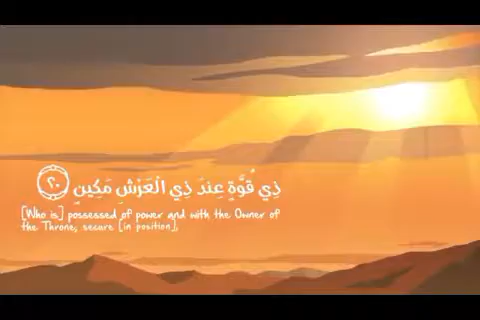 ذِي قُوَّةٍ عِندَ ذِي الْعَرْشِ مَكِينٍ ٢٠
[Who is] possessed of power and with the Owner of
the Throne, secure [in position],